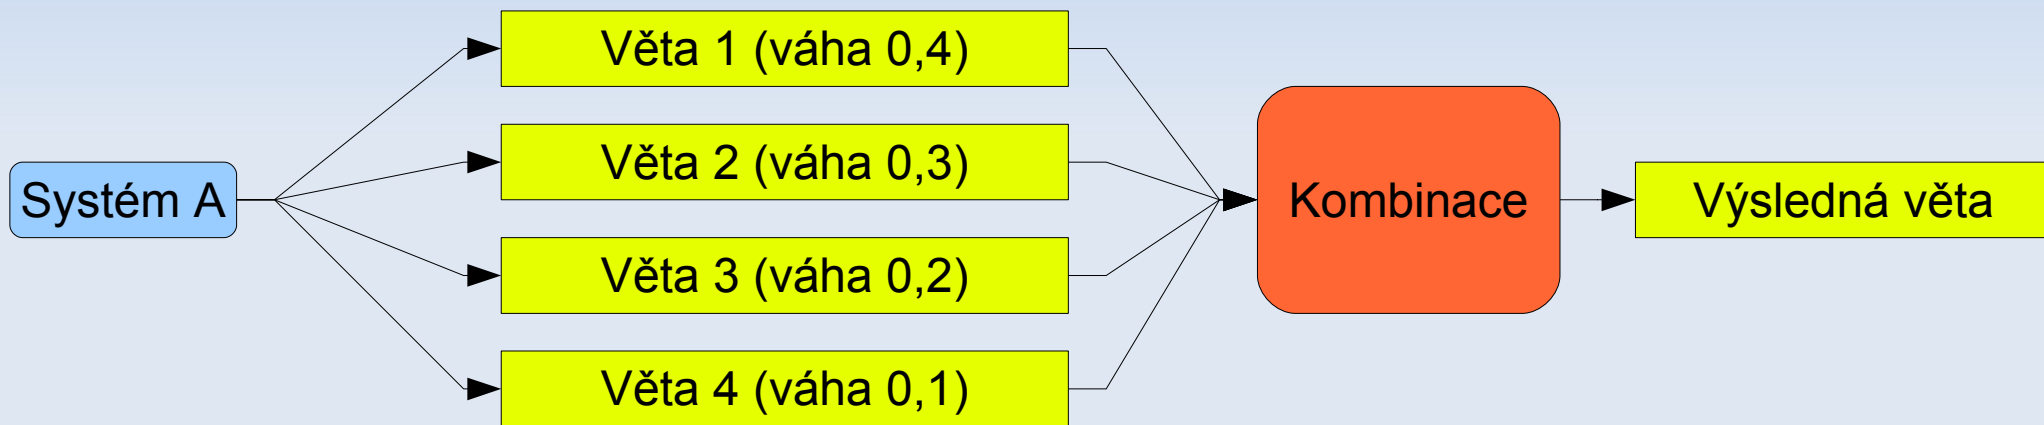 Systém A
Věta 1 (váha 0,4)
Věta 2 (váha 0,3)
Věta 3 (váha 0,2)
Věta 4 (váha 0,1)
Kombinace
Výsledná věta